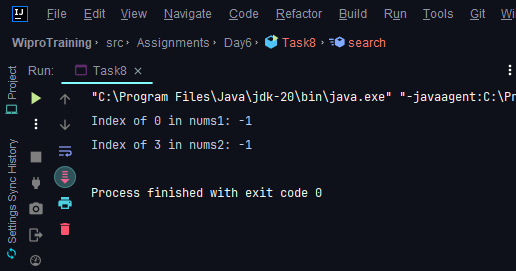 IJ File Edit View Navigate Code Refactor Build Run Tools Git
WiproTraining src Assignments Day6 Task8 search
Run: Task8
Project
Settings Sync History
"C:\Program Files\Java\jdk-20\bin\java.exe" "-javaagent:C:\Pr
Index of 0 in nums1: -1
Index of 3 in nums2: -1
Process finished with exit code 0